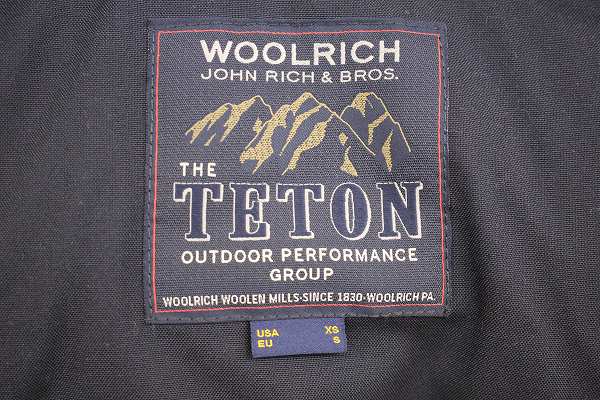 WOOLRICH
JOHN RICH & BROS.
THE
TETON
OUTDOOR PERFORMANCE
GROUP
WOOLRICH WOOLEN MILLS·SINCE 1830·WOOLRICH PA.
USA XS
EU S